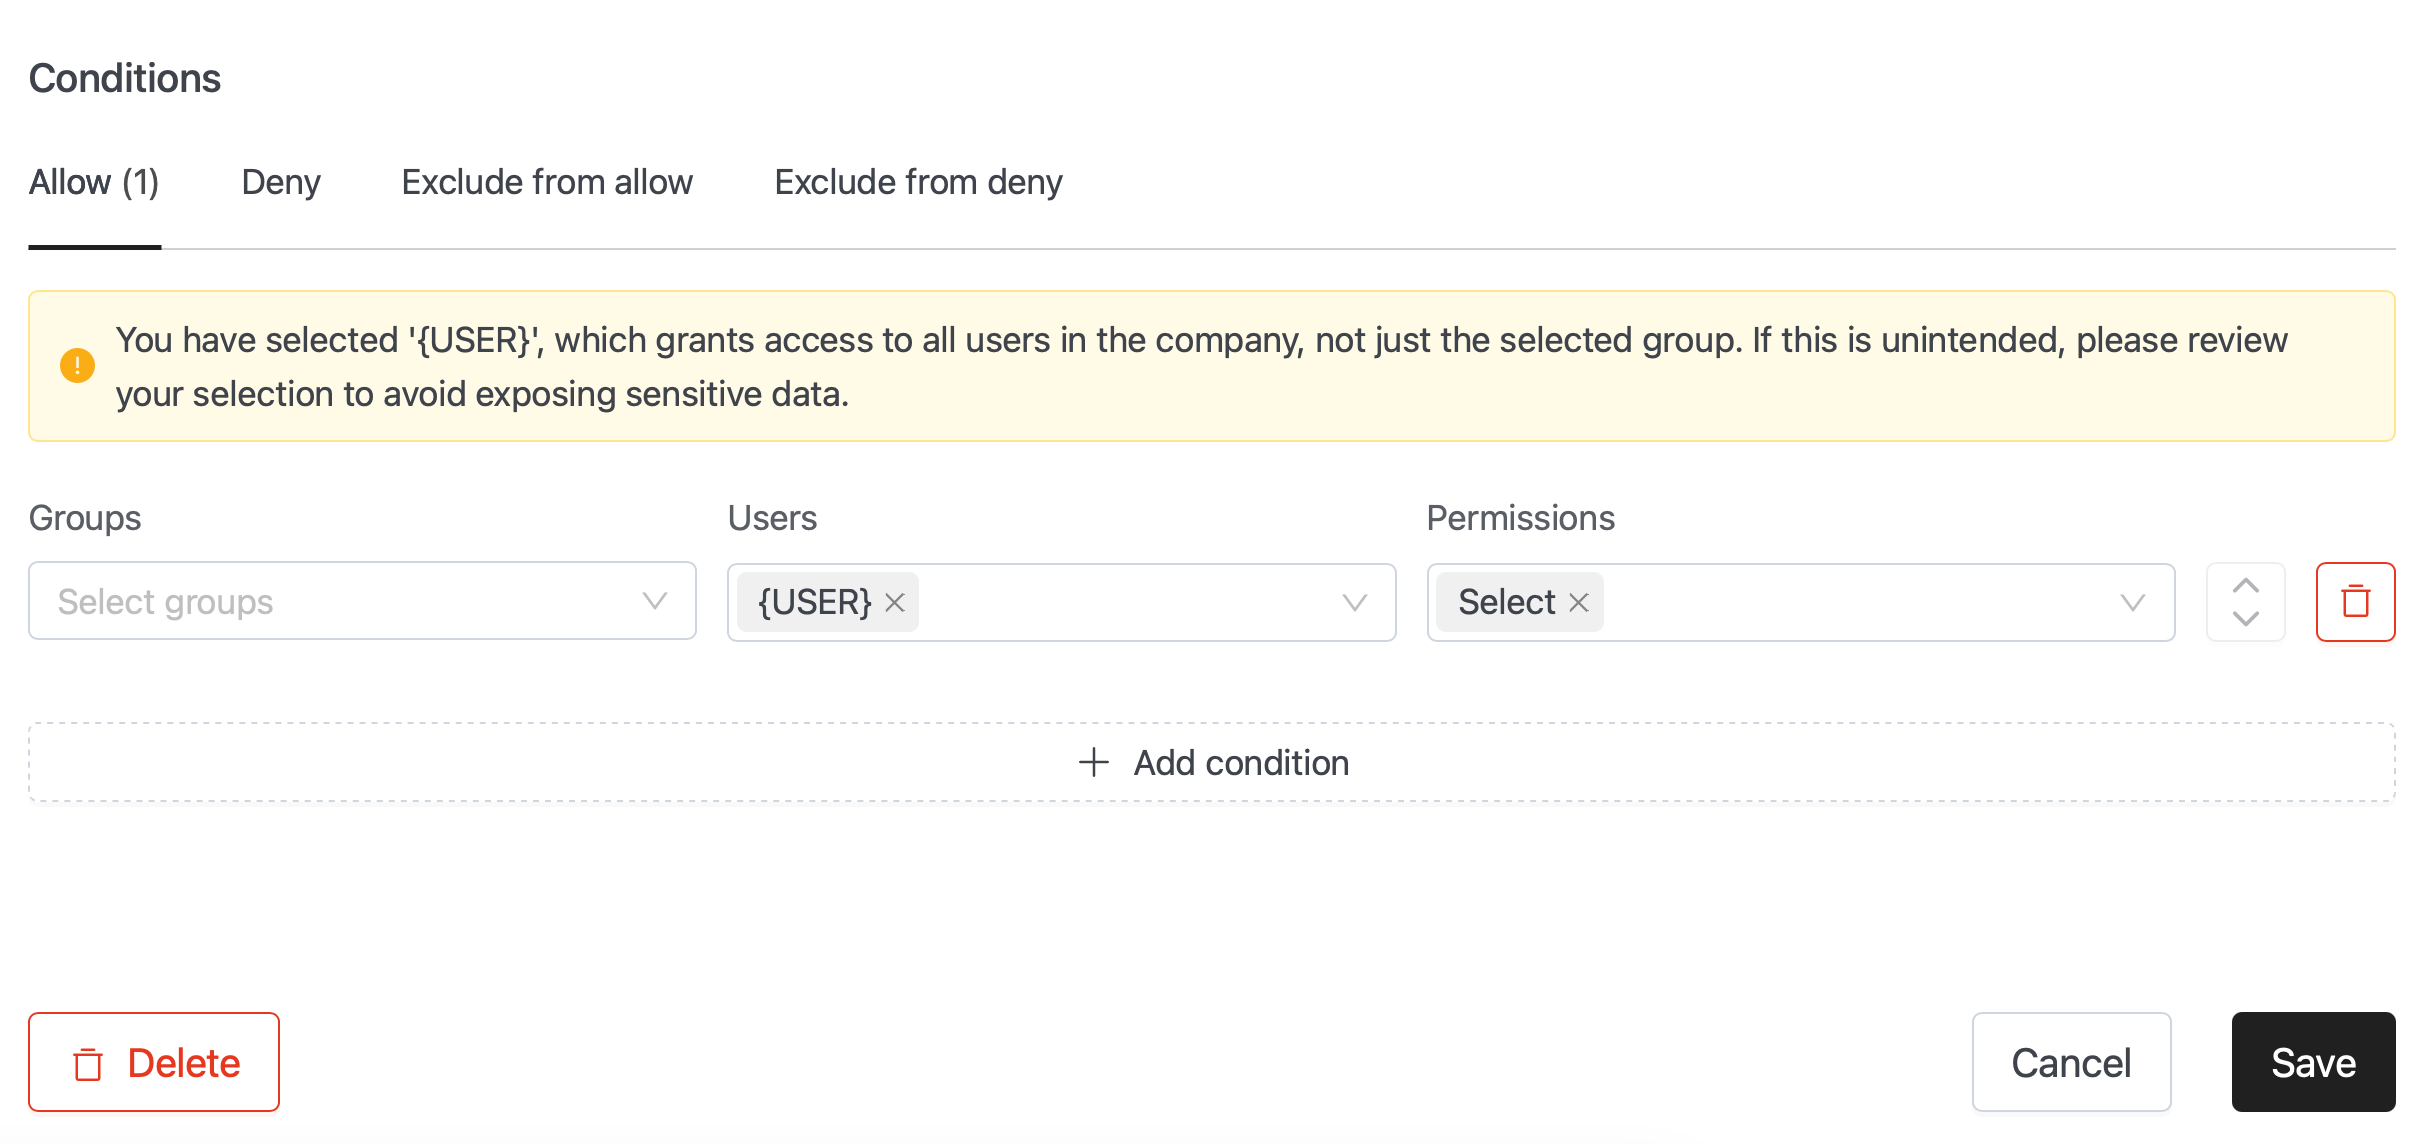 Conditions
Allow (1)
Deny
Exclude from allow
Exclude from deny
You have selected '{USER}', which grants access to all users in the company, not just the selected group. If this is unintended, please review
your selection to avoid exposing sensitive data.
Groups
Users
Permissions
Select groups
{USER}
Select
Add condition
Delete
Cancel
Save